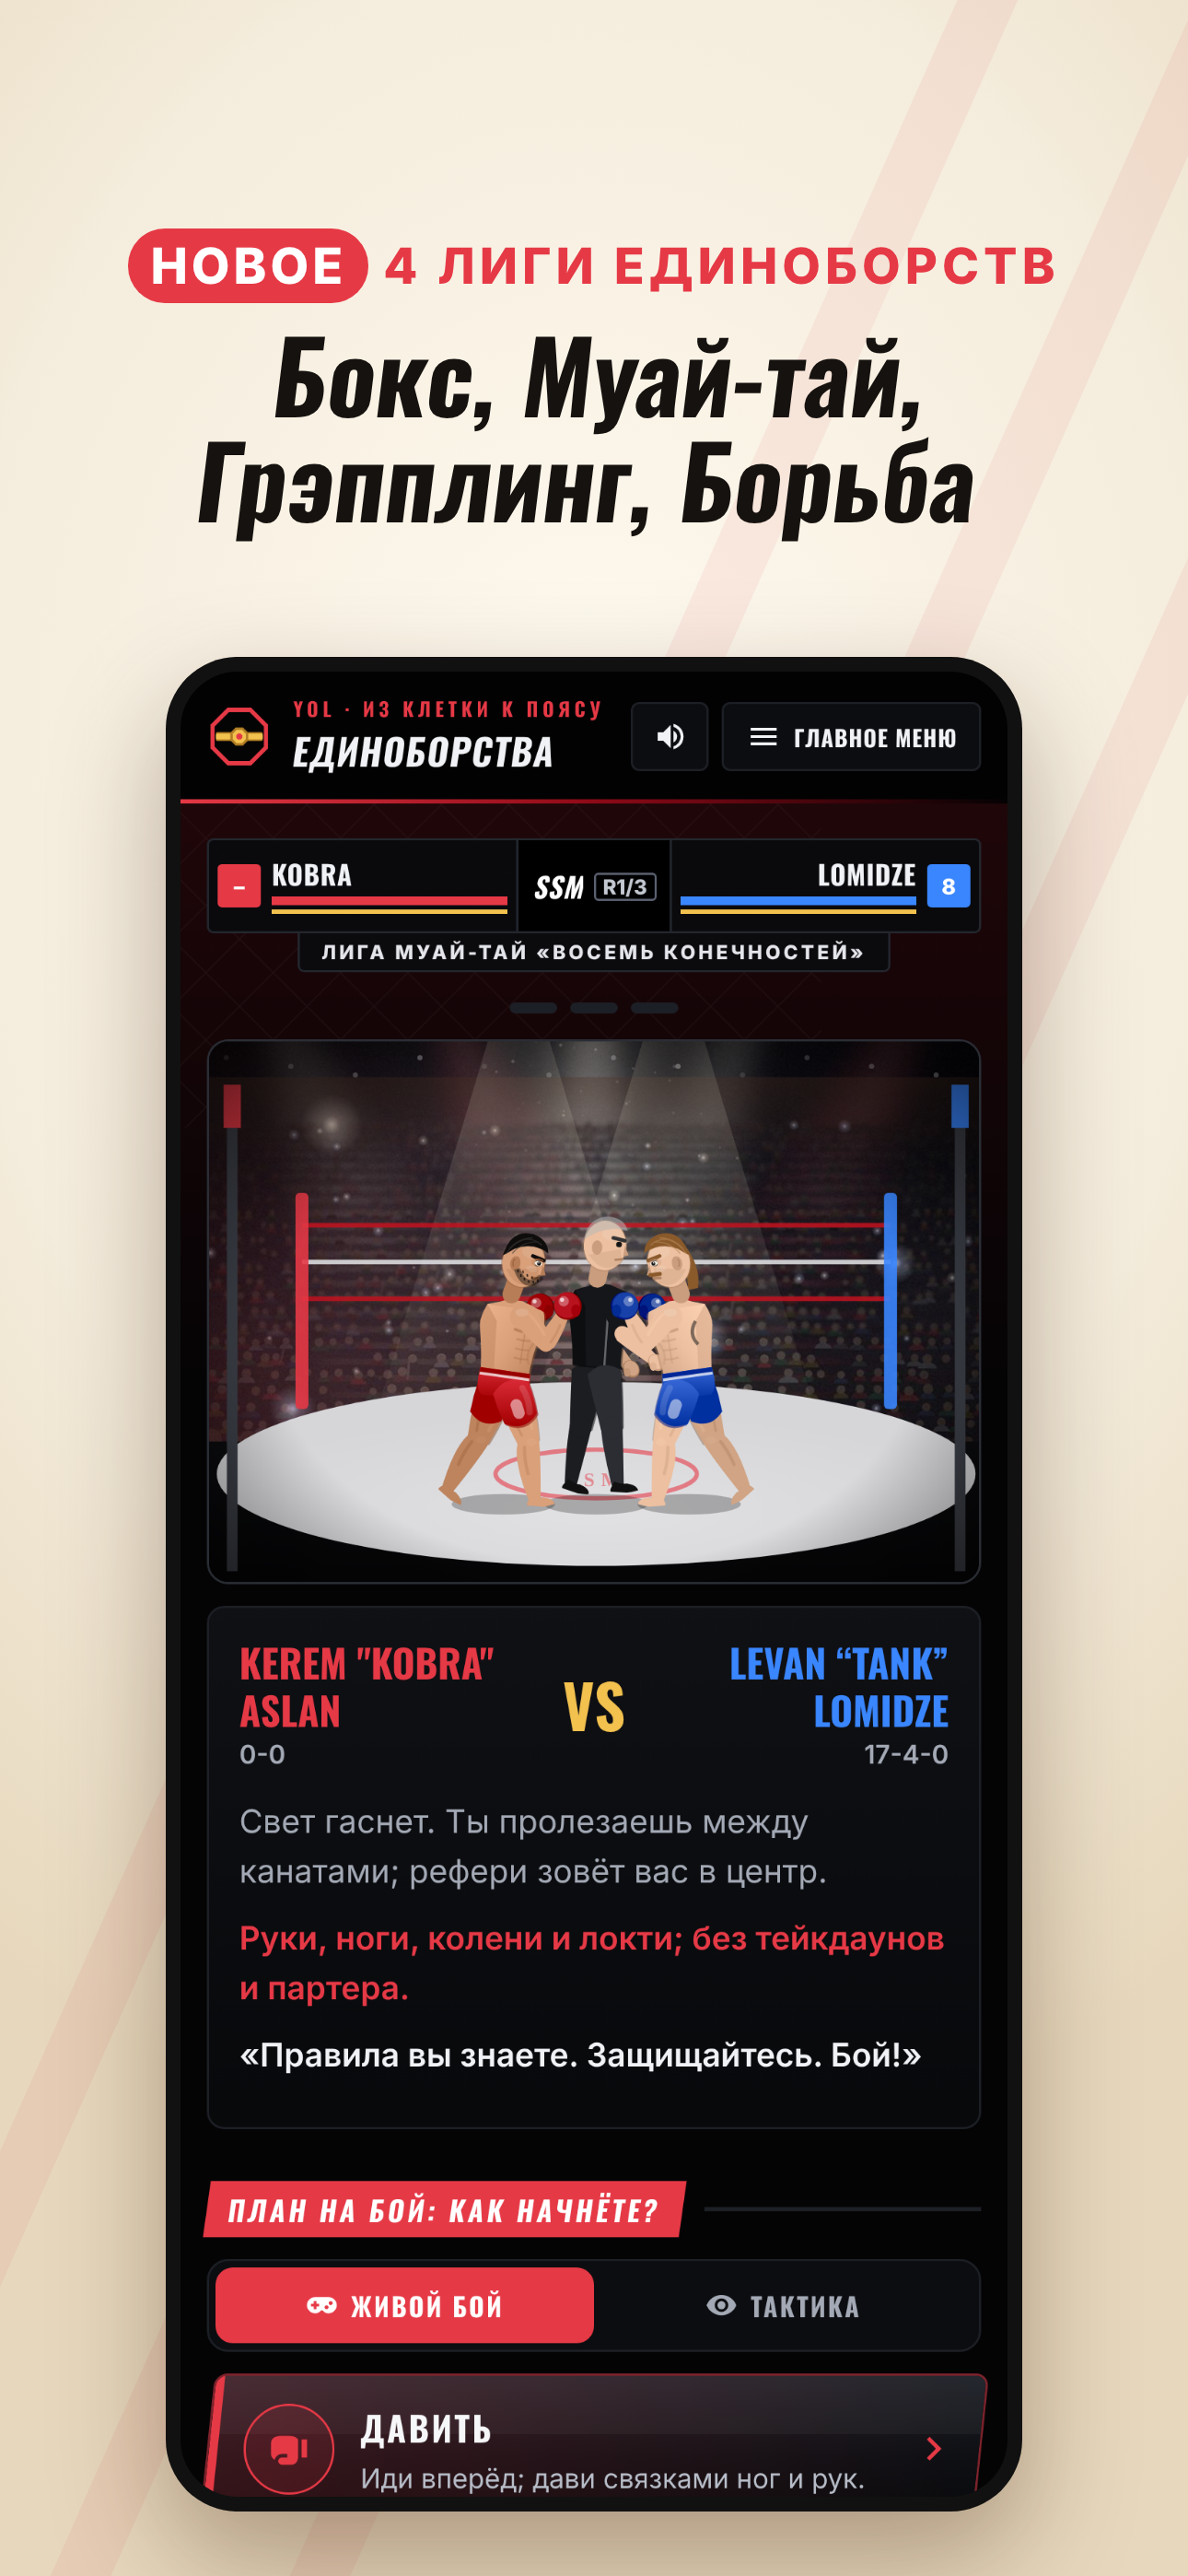 НОВОЕ 4 ЛИГИ ЕДИНОБОРСТВ
Бокс, Муай-тай,
Грэпплинг, Борьба
YOL · ИЗ КЛЕТКИ К ПОЯСУ
ЕДИНОБОРСТВА
ГЛАВНОЕ МЕНЮ
– KOBRA SSM R1/3 LOMIDZE 8
ЛИГА МУАЙ-ТАЙ «ВОСЕМЬ КОНЕЧНОСТЕЙ»
KEREM "KOBRA"
ASLAN
0-0
VS
LEVAN “TANK”
LOMIDZE
17-4-0
Свет гаснет. Ты пролезаешь между
канатами; рефери зовёт вас в центр.
Руки, ноги, колени и локти; без тейкдаунов
и партера.
«Правила вы знаете. Защищайтесь. Бой!»
ПЛАН НА БОЙ: КАК НАЧНЁТЕ?
ЖИВОЙ БОЙ
ТАКТИКА
ДАВИТЬ
Иди вперёд; дави связками ног и рук.